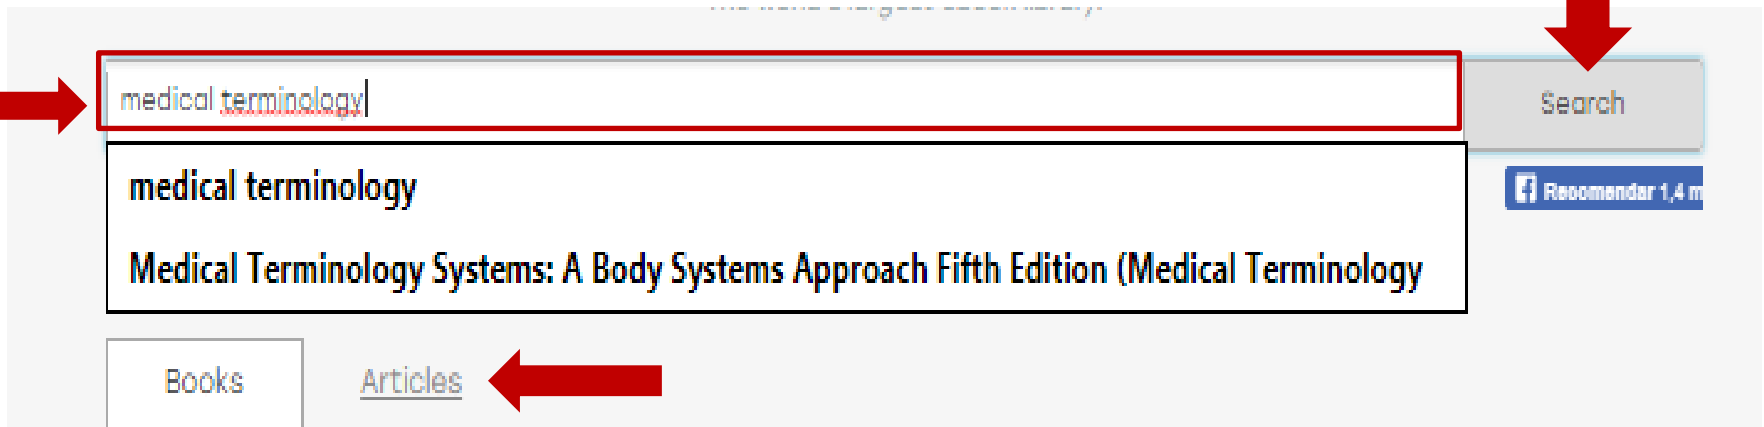 medical terminology
Search
medical terminology
Recomendar 1,4 m
Medical Terminology Systems: A Body Systems Approach Fifth Edition (Medical Terminology
Books
Articles